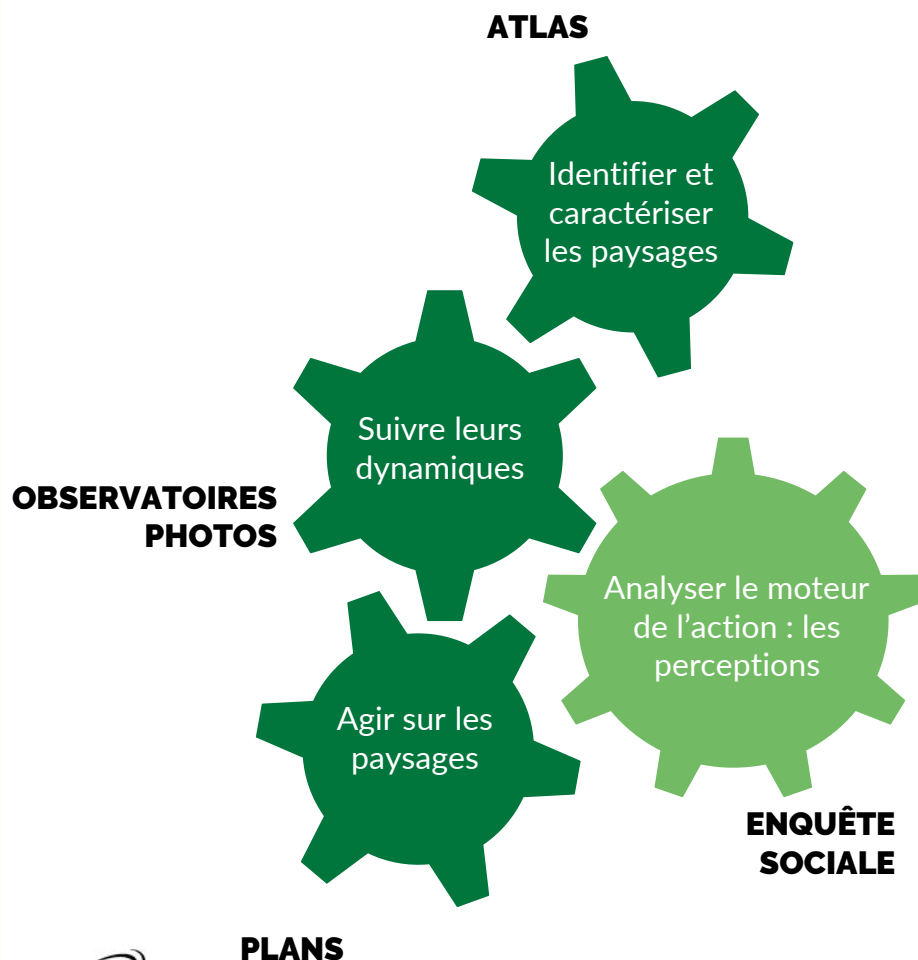 ATLAS
Identifier et
caractériser
les paysages
Suivre leurs
dynamiques
OBSERVATOIRES
PHOTOS
Analyser le moteur
de l’action : les
perceptions
Agir sur les
paysages
ENQUÊTE
SOCIALE
PLANS